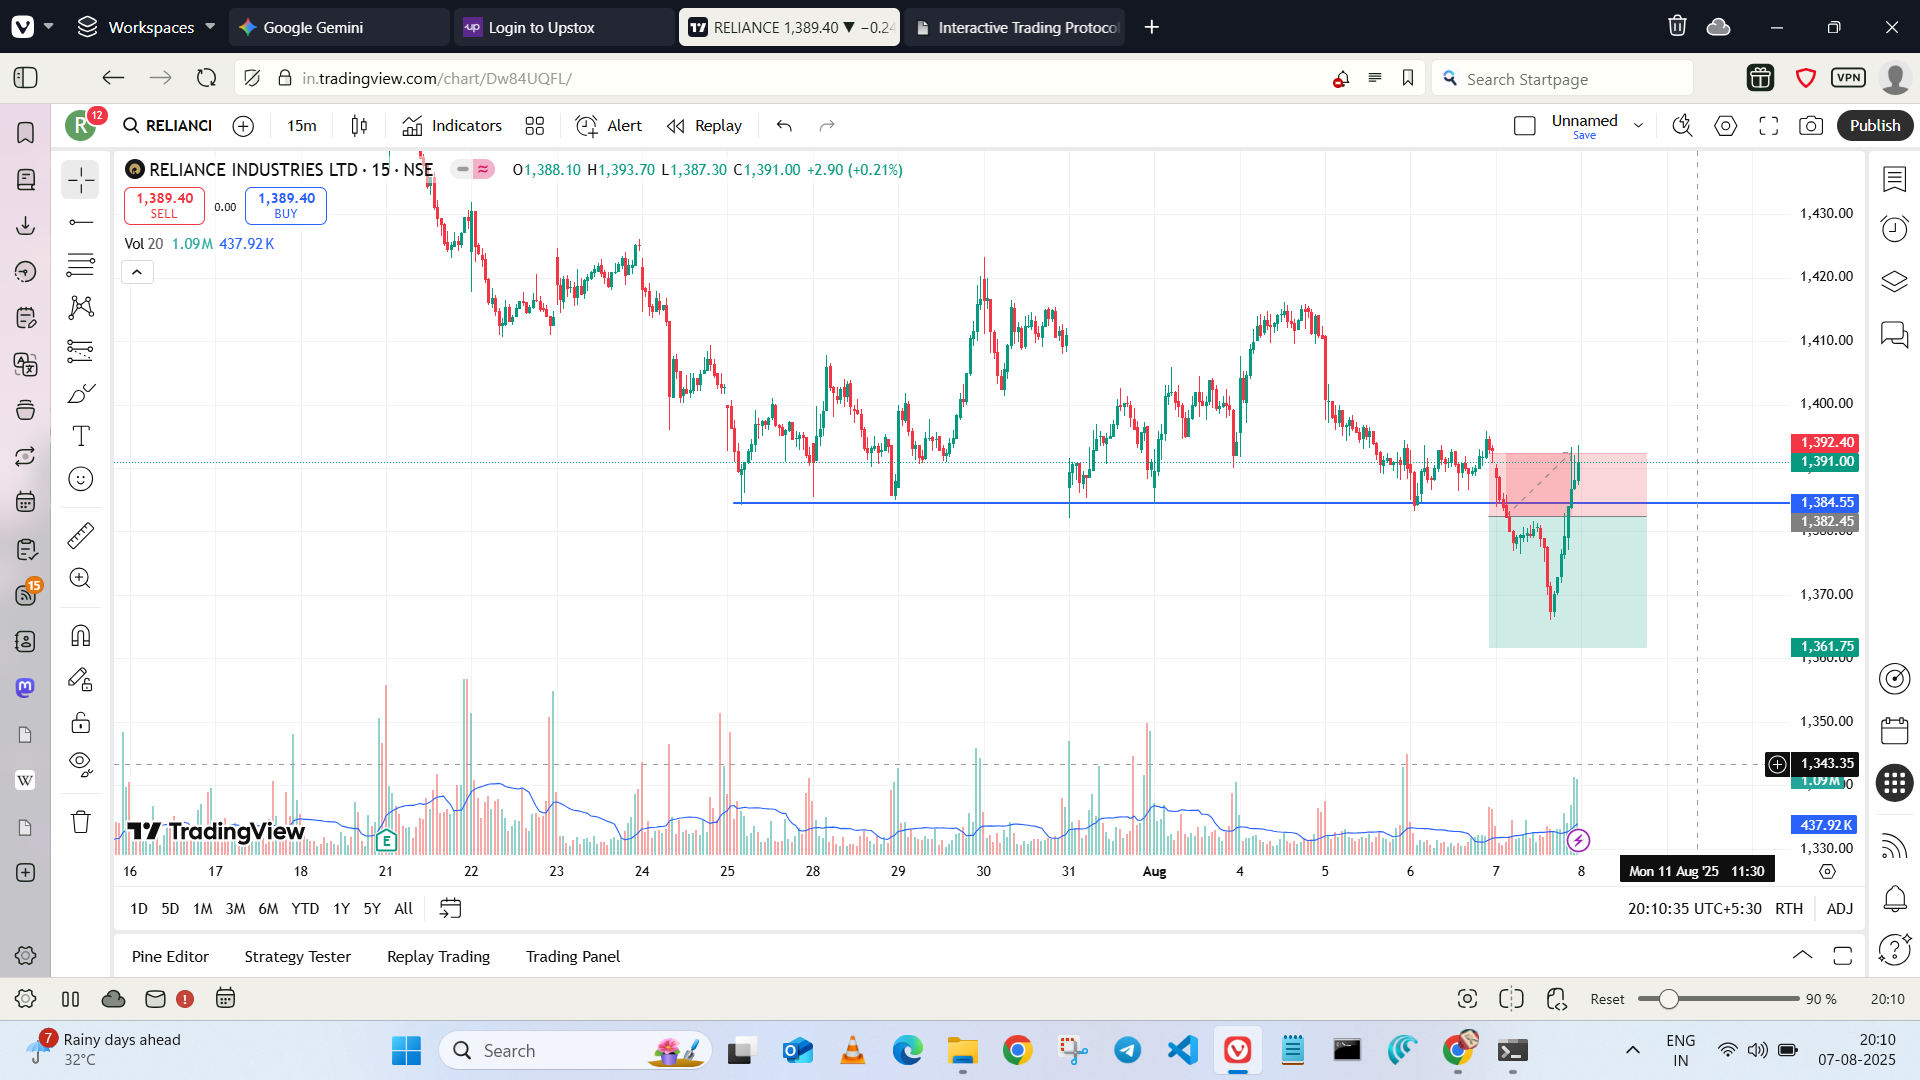 Workspaces
Google Gemini
Login to Upstox
RELIANCE 1,389.40 ▼ −0.24
Interactive Trading Protoco
in.tradingview.com/chart/Dw84UQFL/
Search Startpage
VPN
R
12
RELIANCI
15m
Indicators
Alert
Replay
Unnamed
Save
Publish
RELIANCE INDUSTRIES LTD · 15 · NSE
O1,388.10 H1,393.70 L1,387.30 C1,391.00 +2.90 (+0.21%)
1,389.40
SELL
0.00
1,389.40
BUY
Vol 20 1.09M 437.92K
1,430.00
1,420.00
1,410.00
1,400.00
1,392.40
1,391.00
1,384.55
1,382.45
1,380.00
1,370.00
1,361.75
1,360.00
1,350.00
1,343.35
1.09M
437.92K
1,330.00
15
T
W
TradingView
E
16 17 18 21 22 23 24 25 28 29 30 31 Aug 4 5 6 7 8
Mon 11 Aug '25 11:30
1D 5D 1M 3M 6M YTD 1Y 5Y All
20:10:35 UTC+5:30 RTH ADJ
Pine Editor
Strategy Tester
Replay Trading
Trading Panel
Reset
90 %
20:10
7
Rainy days ahead
32°C
Search
ENG
IN
20:10
07-08-2025